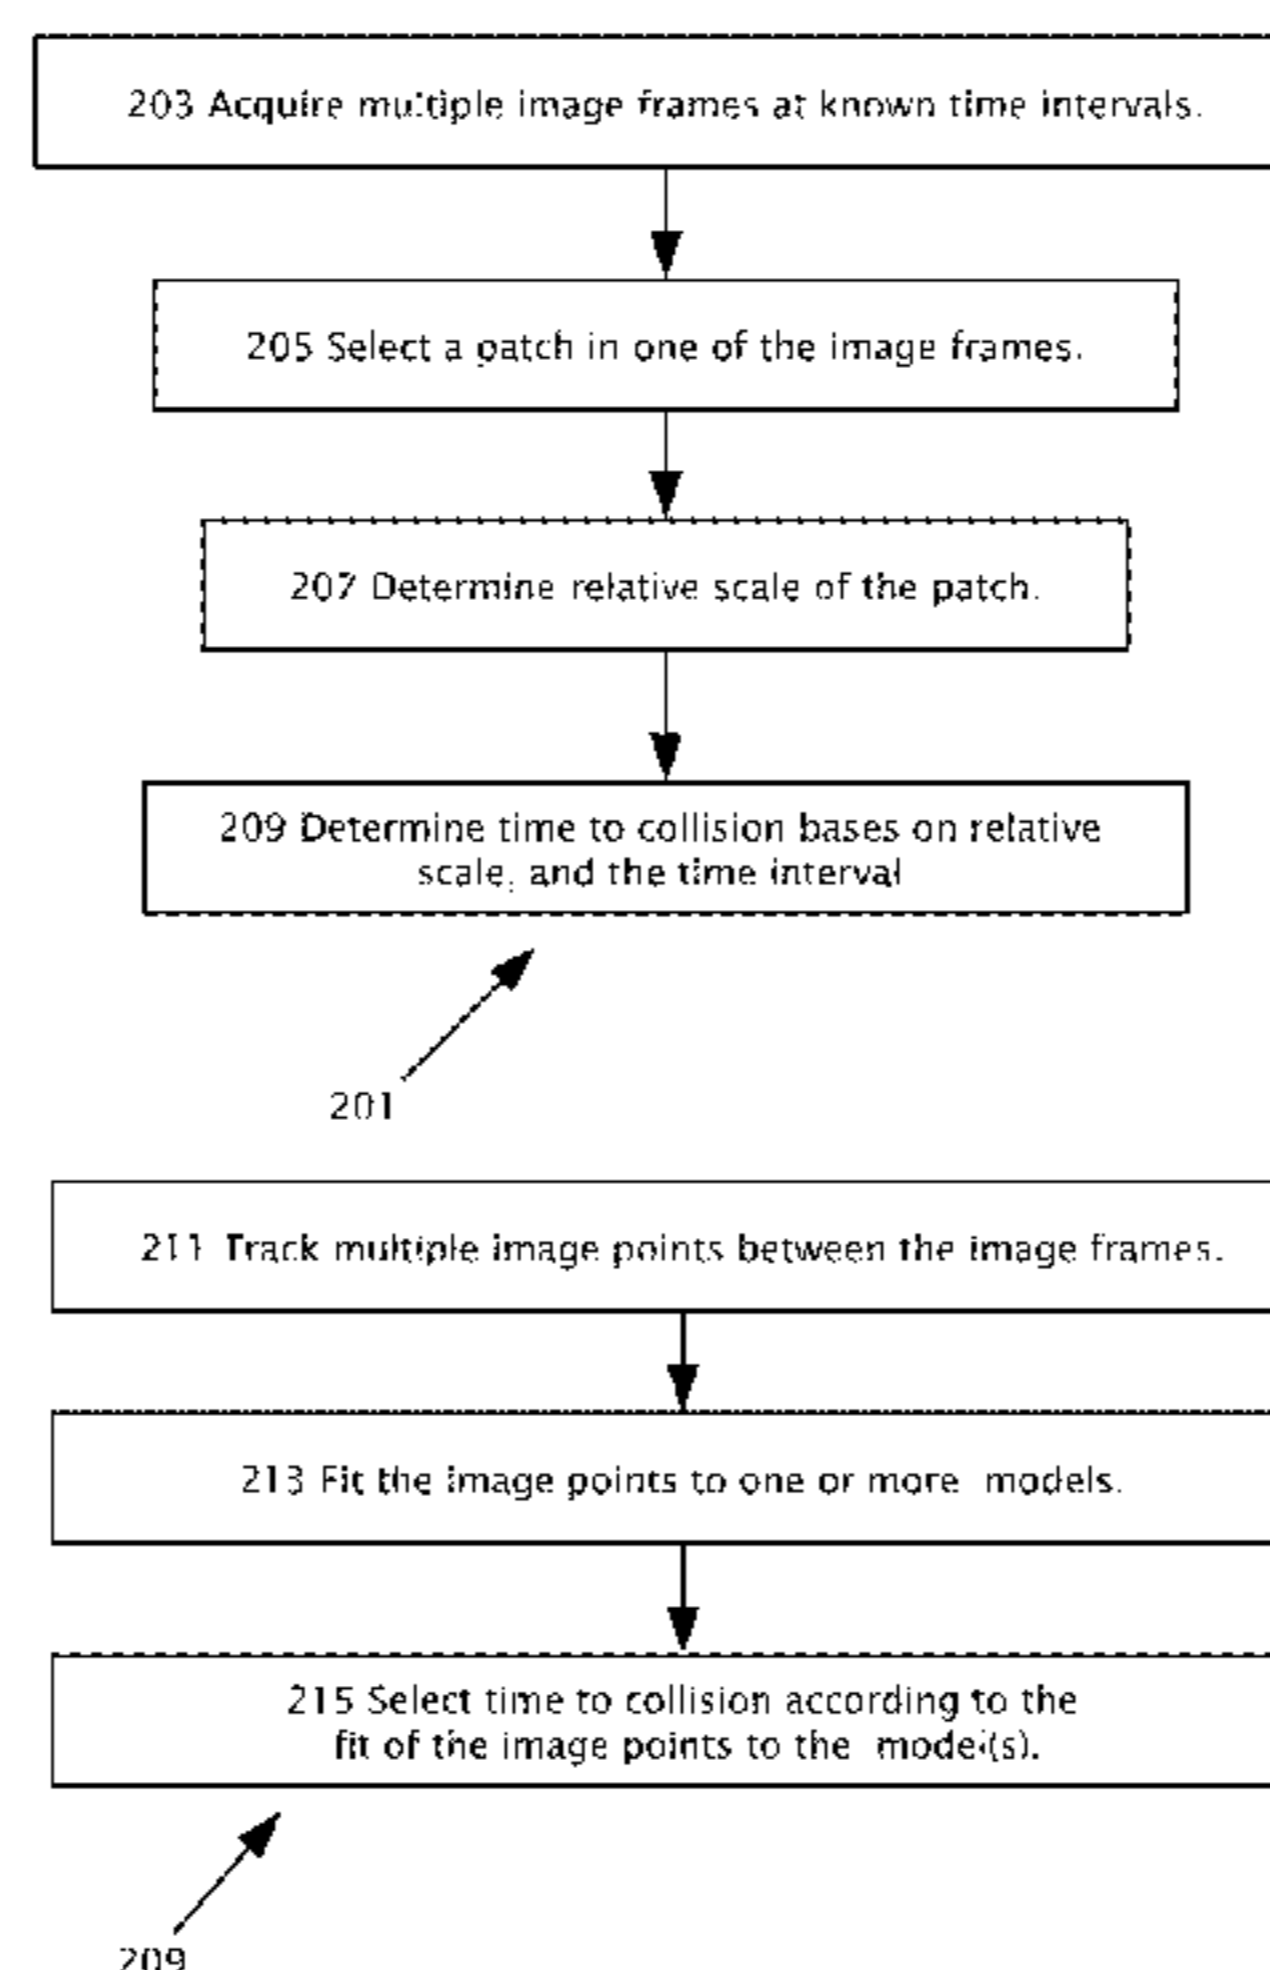 203 Acquire multiple image frames at known time intervals.
205 Select a patch in one of the image frames.
207 Determine relative scale of the patch.
209 Determine time to collision bases on relative
scale, and the time interval
201
211 Track multiple image points between the image frames.
213 Fit the image points to one or more models.
215 Select time to collision according to the
fit of the image points to the model(s).
209